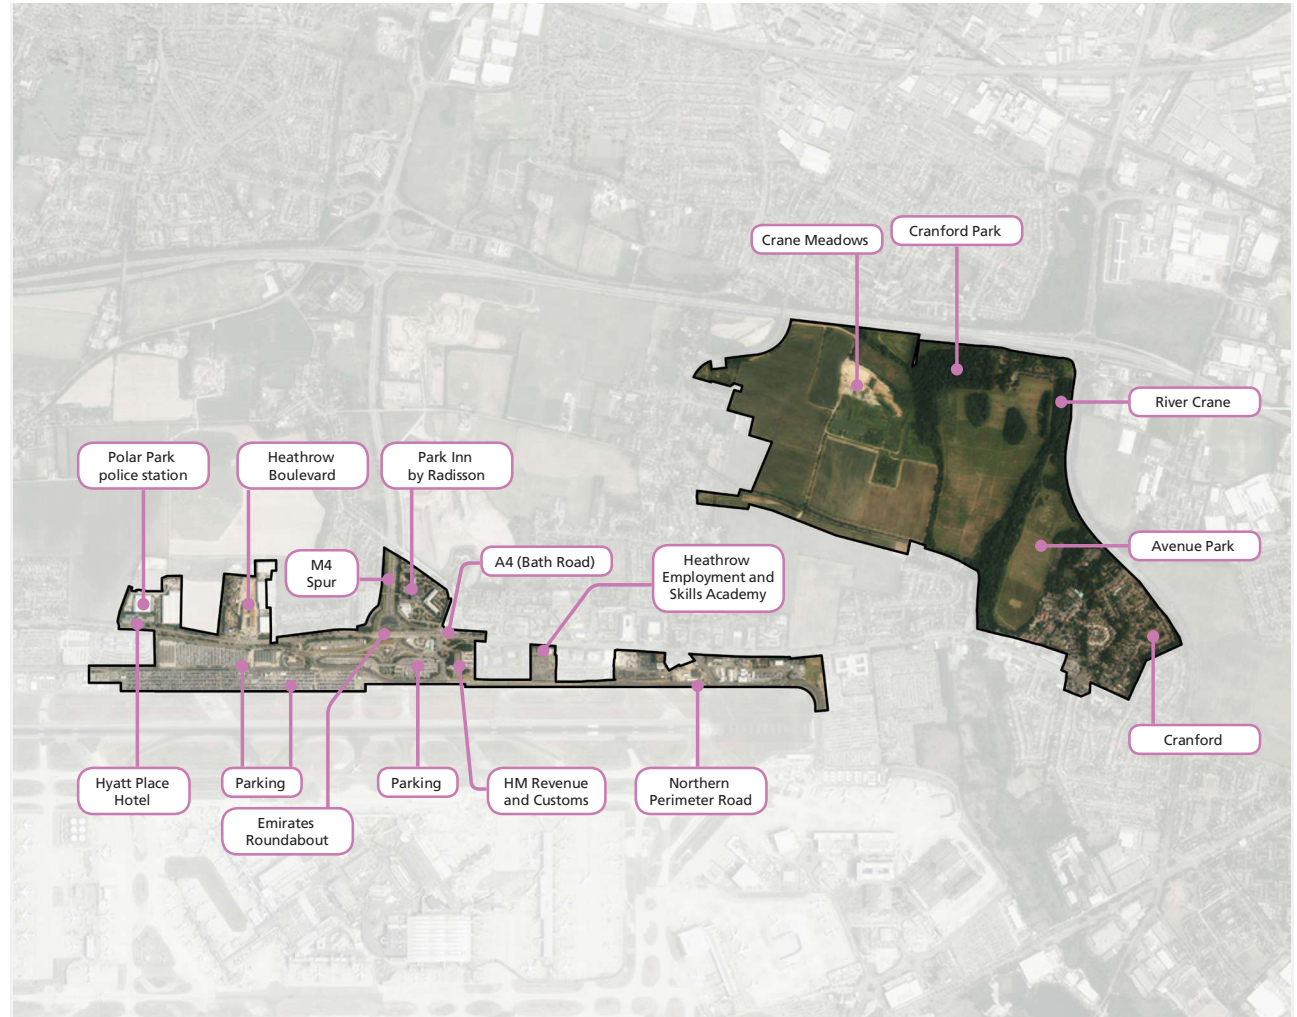 Cranford Park
Crane Meadows
River Crane
Polar Park
police station
Heathrow
Boulevard
Park Inn
by Radisson
Avenue Park
M4
Spur
A4 (Bath Road)
Heathrow
Employment and
Skills Academy
Cranford
Hyatt Place
Hotel
Parking
Parking
HM Revenue
and Customs
Northern
Perimeter Road
Emirates
Roundabout